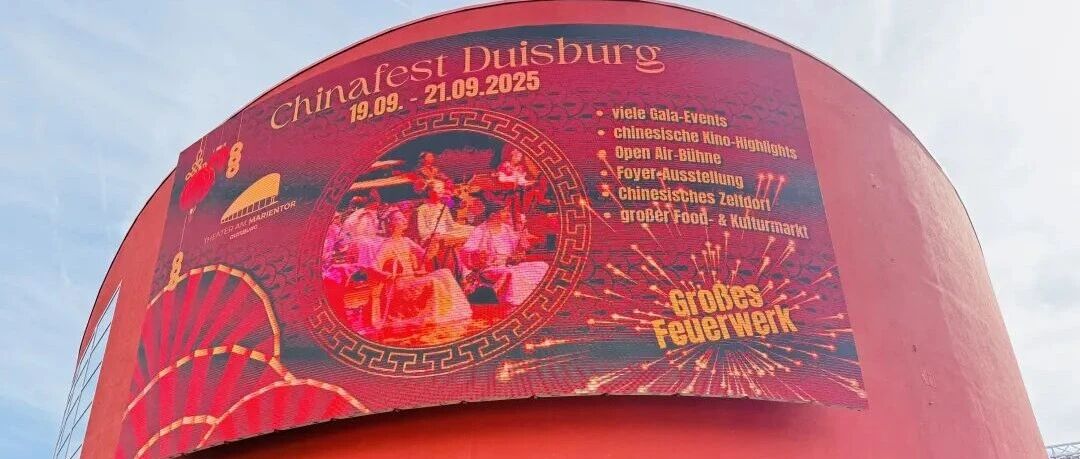 Chinafest Duisburg
19.09. - 21.09.2025
• viele Gala-Events
• chinesische Kino-Highlights
Open Air-Bühne
• Foyer-Ausstellung
• Chinesisches Zeltdorf
• großer Food- & Kulturmarkt
THEATER AM MARIENTOR
DUISBURG
Großes
Feuerwerk